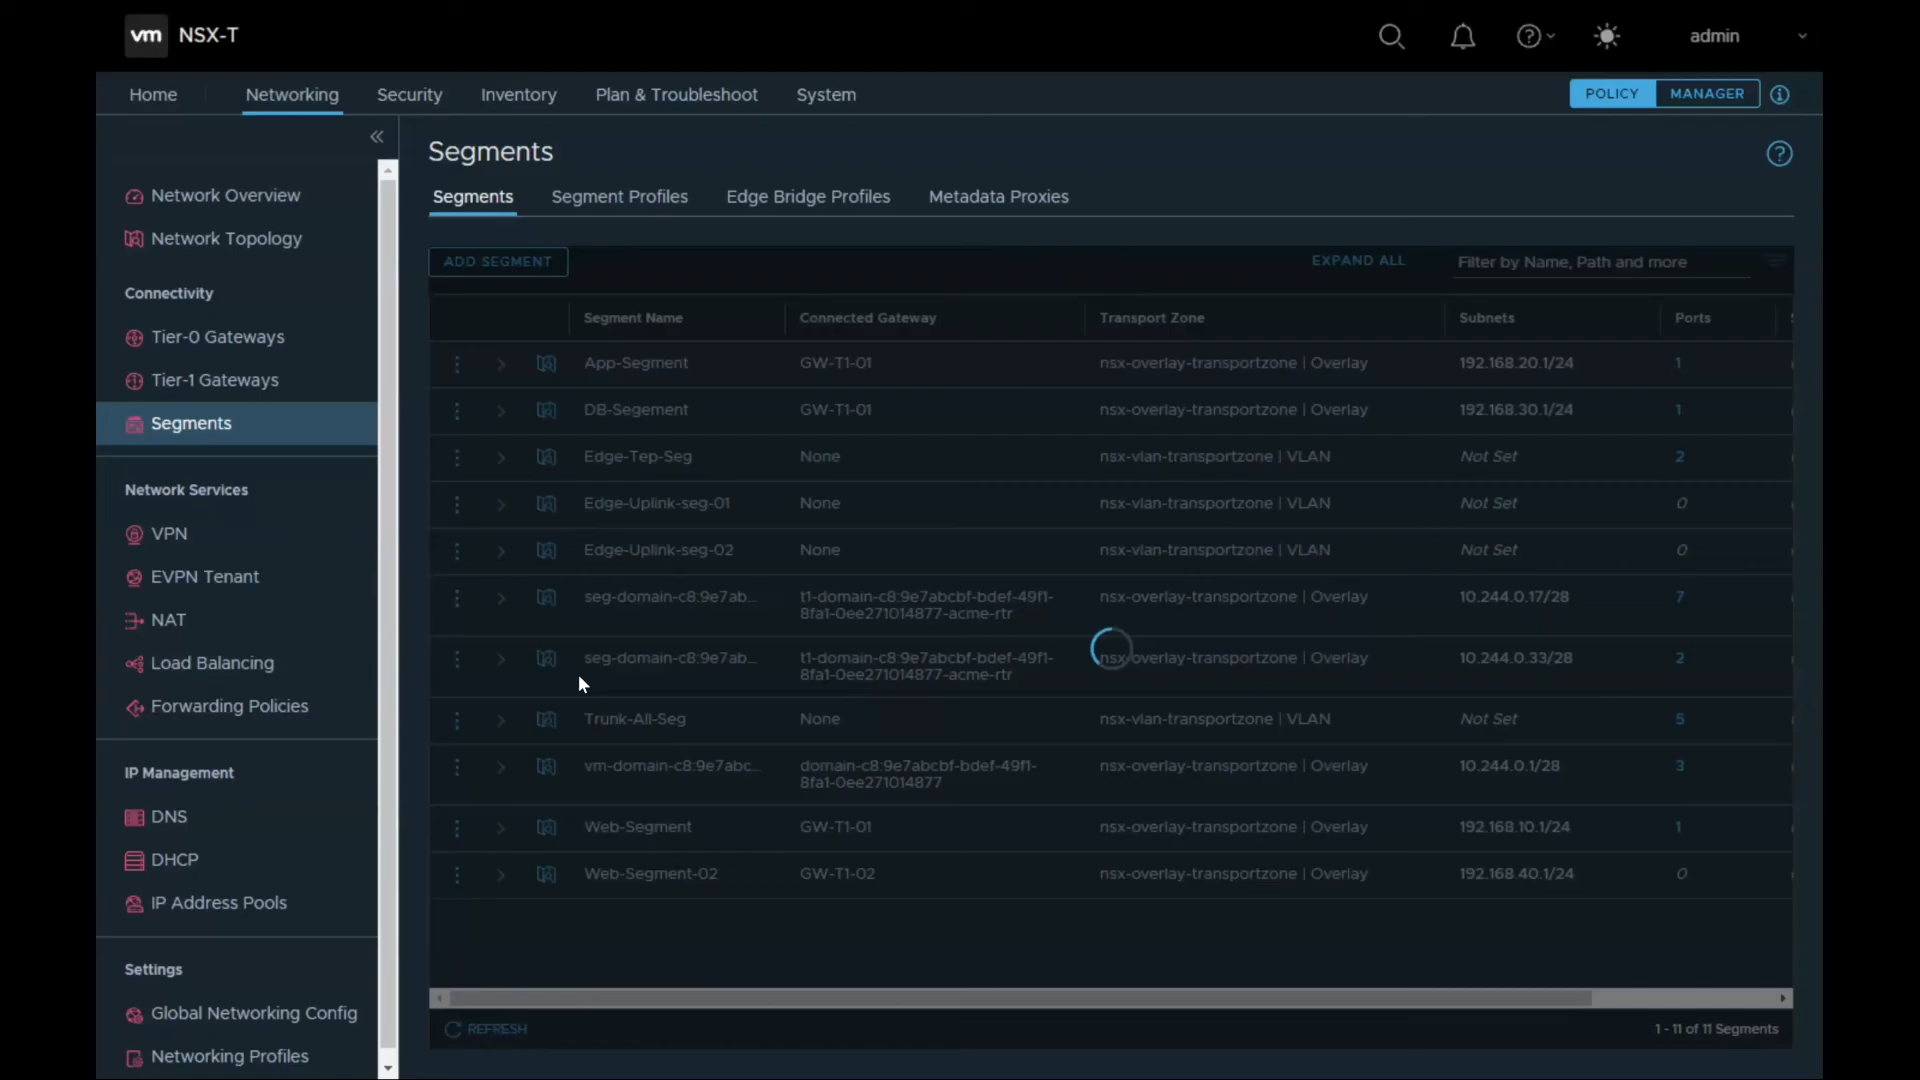 vm NSX-T
admin
Home Networking Security Inventory Plan & Troubleshoot System
POLICY MANAGER
Segments
Segments Segment Profiles Edge Bridge Profiles Metadata Proxies
Network Overview
Network Topology
Connectivity
Tier-0 Gateways
Tier-1 Gateways
Segments
Network Services
VPN
EVPN Tenant
NAT
Load Balancing
Forwarding Policies
IP Management
DNS
DHCP
IP Address Pools
Settings
Global Networking Config
Networking Profiles
ADD SEGMENT EXPAND ALL Filter by Name, Path and more
Segment Name Connected Gateway Transport Zone Subnets Ports
App-Segment GW-T1-01 nsx-overlay-transportzone | Overlay 192.168.20.1/24 1
DB-Segement GW-T1-01 nsx-overlay-transportzone | Overlay 192.168.30.1/24 1
Edge-Tep-Seg None nsx-vlan-transportzone | VLAN Not Set 2
Edge-Uplink-seg-01 None nsx-vlan-transportzone | VLAN Not Set 0
Edge-Uplink-seg-02 None nsx-vlan-transportzone | VLAN Not Set 0
seg-domain-c8:9e7ab... t1-domain-c8:9e7abcbf-bdef-49f1- nsx-overlay-transportzone | Overlay 10.244.0.17/28 7
8fa1-0ee271014877-acme-rtr
seg-domain-c8:9e7ab... t1-domain-c8:9e7abcbf-bdef-49f1- nsx-overlay-transportzone | Overlay 10.244.0.33/28 2
8fa1-0ee271014877-acme-rtr
Trunk-All-Seg None nsx-vlan-transportzone | VLAN Not Set 5
vm-domain-c8:9e7abc... domain-c8:9e7abcbf-bdef-49f1- nsx-overlay-transportzone | Overlay 10.244.0.1/28 3
8fa1-0ee271014877
Web-Segment GW-T1-01 nsx-overlay-transportzone | Overlay 192.168.10.1/24 1
Web-Segment-02 GW-T1-02 nsx-overlay-transportzone | Overlay 192.168.40.1/24 0
REFRESH 1 - 11 of 11 Segments